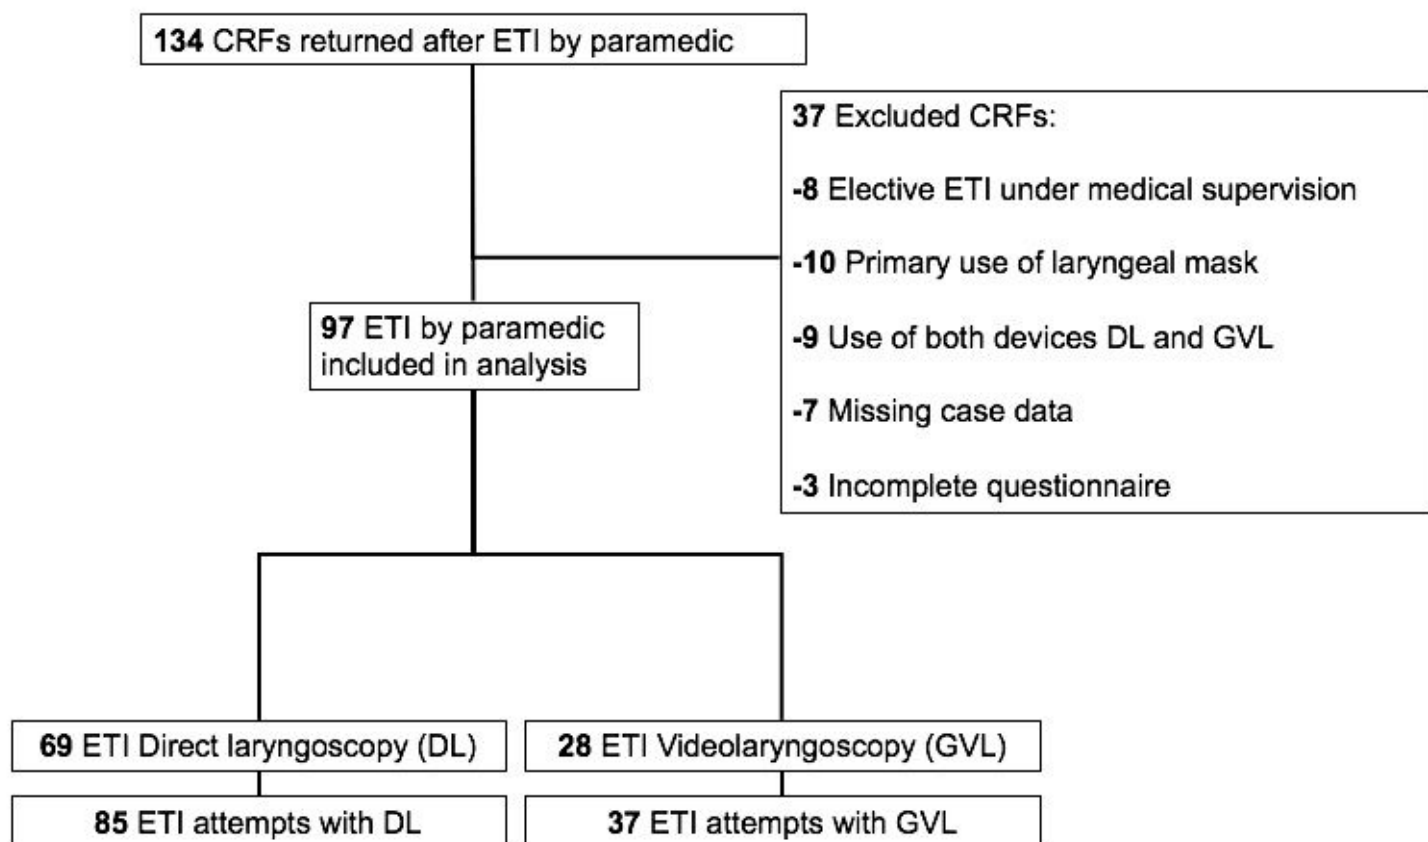 134 CRFs returned after ETI by paramedic
37 Excluded CRFs:
-8 Elective ETI under medical supervision
-10 Primary use of laryngeal mask
-9 Use of both devices DL and GVL
-7 Missing case data
-3 Incomplete questionnaire
97 ETI by paramedic
included in analysis
69 ETI Direct laryngoscopy (DL)
28 ETI Videolaryngoscopy (GVL)
85 ETI attempts with DL
37 ETI attempts with GVL